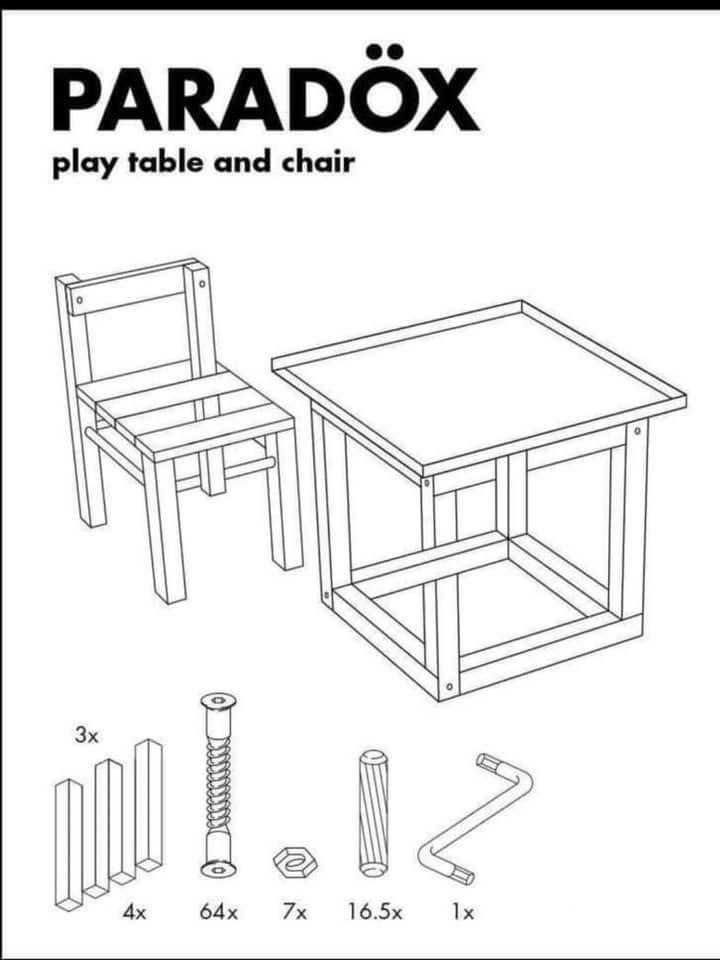 PARADÖX
play table and chair
3x
4x 64x 7x 16.5x 1x